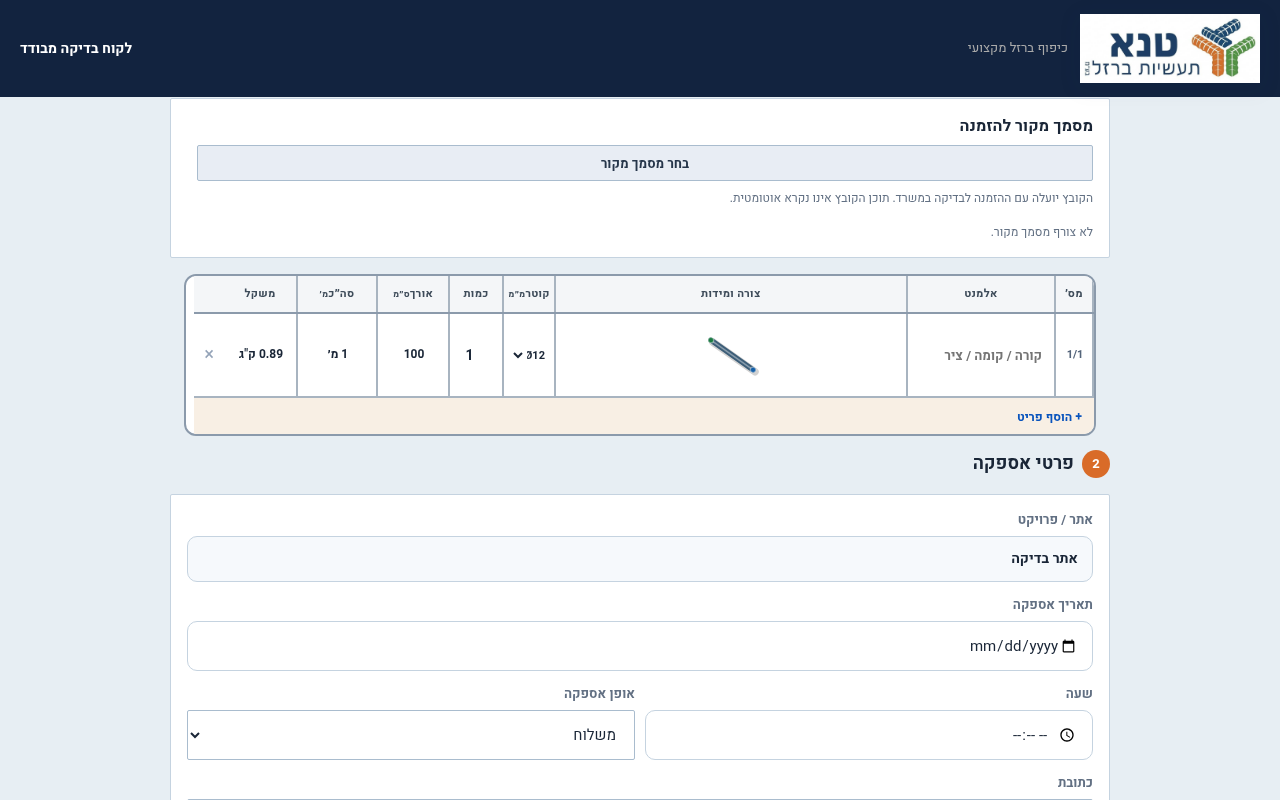 טנא
תעשיות ברזל
כיפוף ברזל מקצועי
לקוח בדיקה מבודד
מסמך מקור להזמנה
בחר מסמך מקור
הקובץ יועלה עם ההזמנה לבדיקה במשרד. תוכן הקובץ אינו נקרא אוטומטית.
לא צורף מסמך מקור.
מס׳ אלמנט צורה ומידות קוטר מ״מ כמות אורך ס״מ סה״כ מ׳ משקל
1/1 קורה / קומה / ציר Ø12 1 100 1 מ׳ 0.89 ק"ג ×
+ הוסף פריט
2 פרטי אספקה
אתר / פרויקט
אתר בדיקה
תאריך אספקה
mm/dd/yyyy
שעה אופן אספקה
--:-- -- משלוח
כתובת